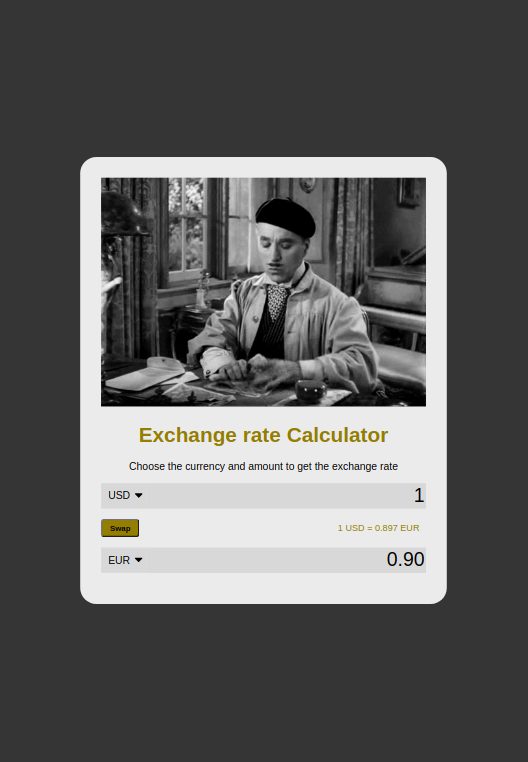 Exchange rate Calculator
Choose the currency and amount to get the exchange rate
USD 1
Swap 1 USD = 0.897 EUR
EUR 0.90